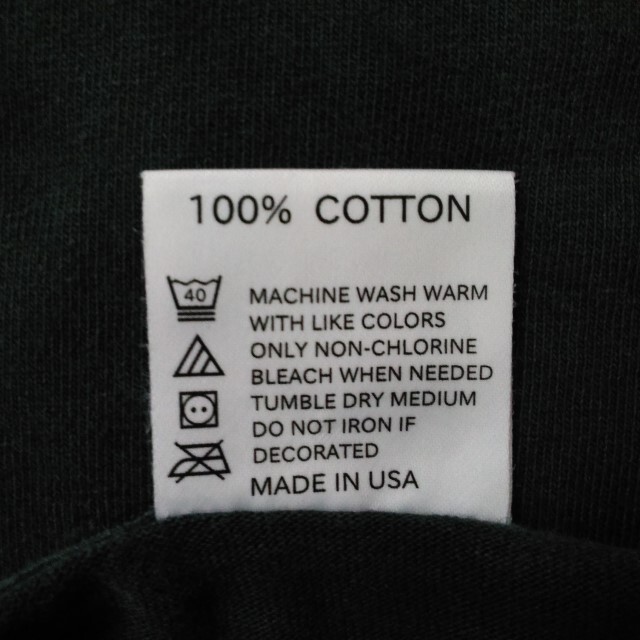 100% COTTON
40
MACHINE WASH WARM
WITH LIKE COLORS
ONLY NON-CHLORINE
BLEACH WHEN NEEDED
TUMBLE DRY MEDIUM
DO NOT IRON IF
DECORATED
MADE IN USA